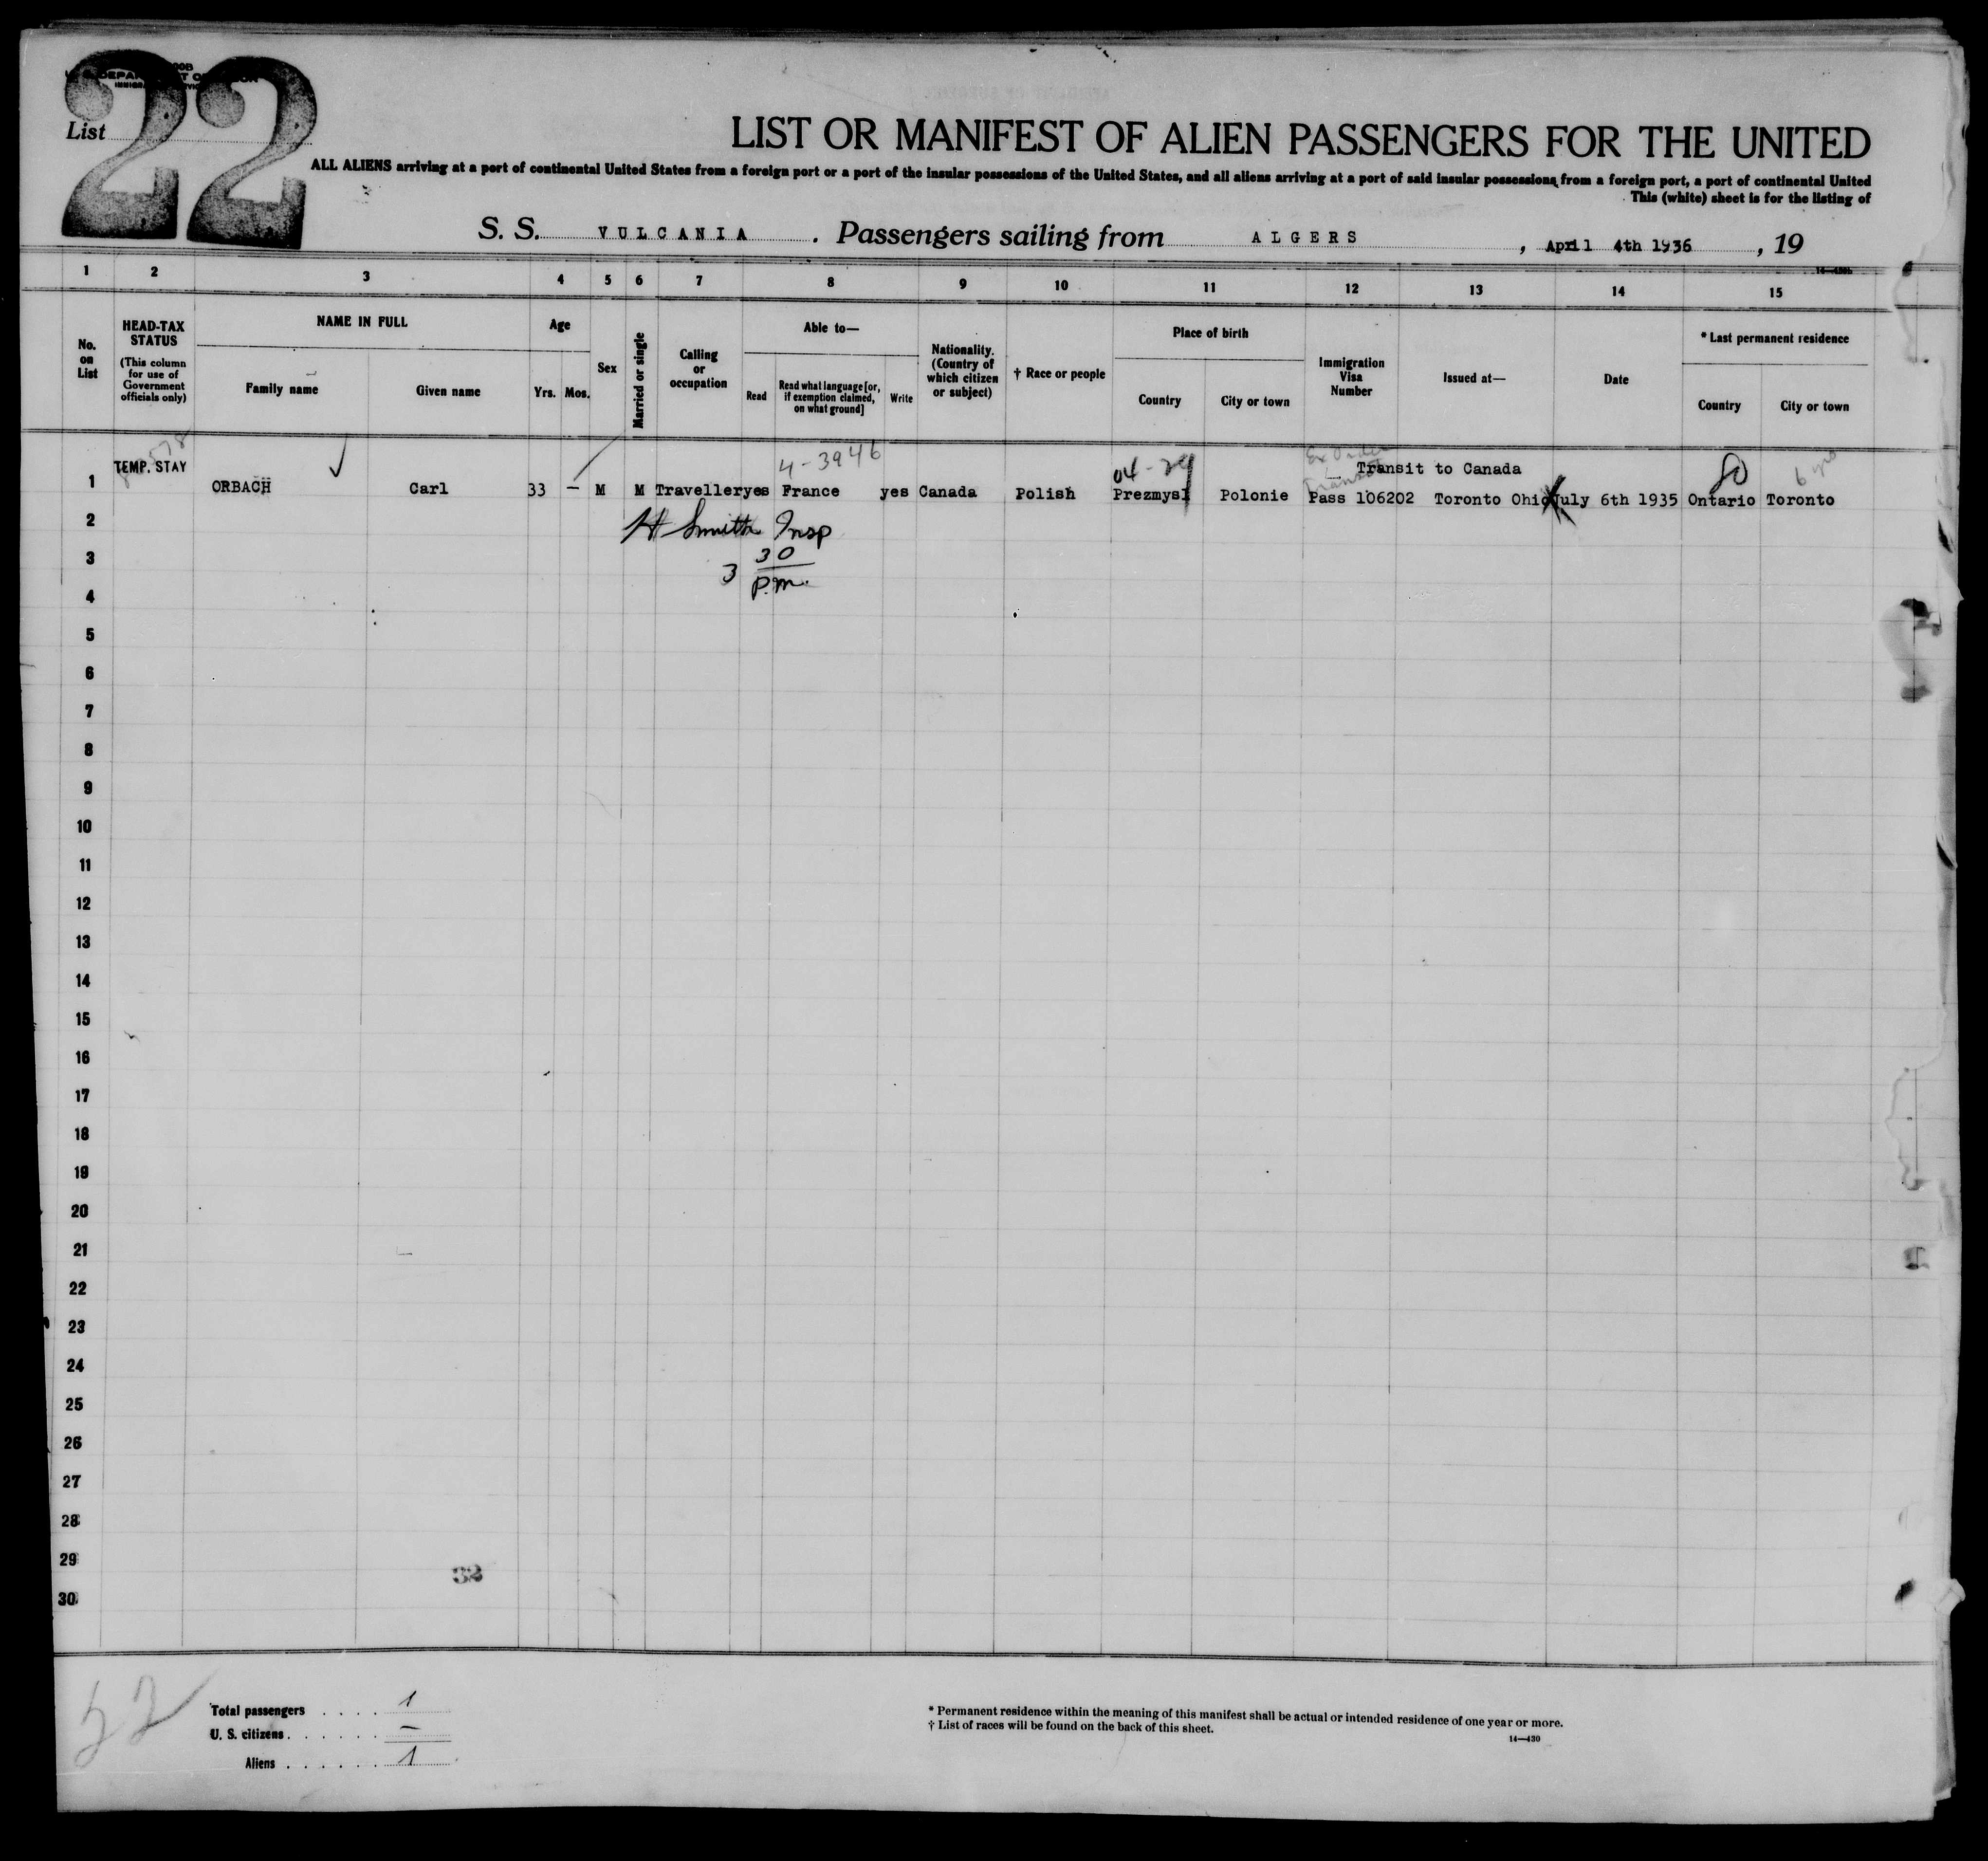 22
List
LIST OR MANIFEST OF ALIEN PASSENGERS FOR THE UNITED
ALL ALIENS arriving at a port of continental United States from a foreign port or a port of the insular possessions of the United States, and all aliens arriving at a port of said insular possessions from a foreign port, a port of continental United
This (white) sheet is for the listing of
S. S. VULCANIA . Passengers sailing from ALGERS , April 4th 1936 , 19
1 2 3 4 5 6 7 8 9 10 11 12 13 14 15
No. on List
HEAD-TAX STATUS
(This column for use of Government officials only)
NAME IN FULL
Family name
Given name
Age
Yrs. Mos.
Sex
Married or single
Calling or occupation
Able to—
Read
Read what language [or, if exemption claimed, on what ground]
Write
Nationality. (Country of which citizen or subject)
† Race or people
Place of birth
Country
City or town
Immigration Visa Number
Issued at—
Date
* Last permanent residence
Country
City or town
4-3946
04-29
TEMP. STAY
Transit to Canada
1 ORBACH Carl 33 — M M Traveller yes France yes Canada Polish Prezmysl Polonie Pass 106202 Toronto Ohio July 6th 1935 Ontario Toronto
2 H Smith Insp
3 3 30
4 p.m.
5
6
7
8
9
10
11
12
13
14
15
16
17
18
19
20
21
22
23
24
25
26
27
28
29
32
30
Total passengers . . . . 1
U. S. citizens . . . . . . —
Aliens . . . . . . 1
* Permanent residence within the meaning of this manifest shall be actual or intended residence of one year or more.
† List of races will be found on the back of this sheet.
14—430